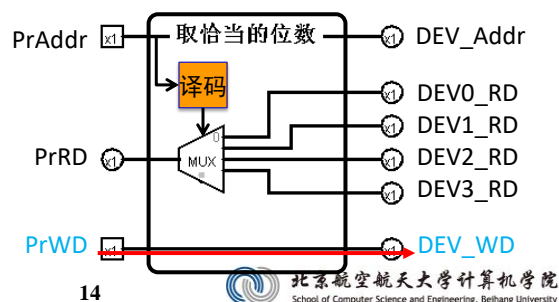 PrAddr x1 取恰当的位数 x1 DEV_Addr
译码
x1 DEV0_RD
0
x1 DEV1_RD
PrRD x1 MUX x1 DEV2_RD
x1 DEV3_RD
PrWD x1 x1 DEV_WD
14
北京航空航天大学计算机学院
School of Computer Science and Engineering, Beihang University